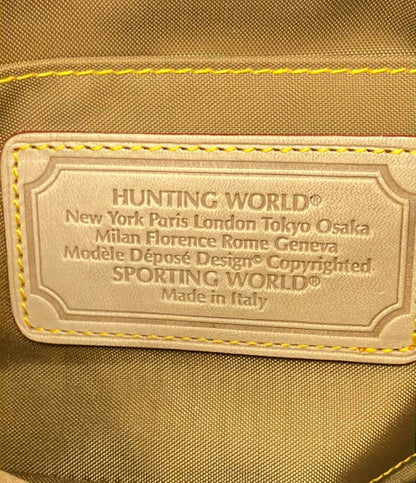 HUNTING WORLD®
New York Paris London Tokyo Osaka
Milan Florence Rome Geneva
Modèle Déposé Design© Copyrighted
SPORTING WORLD®
Made in Italy